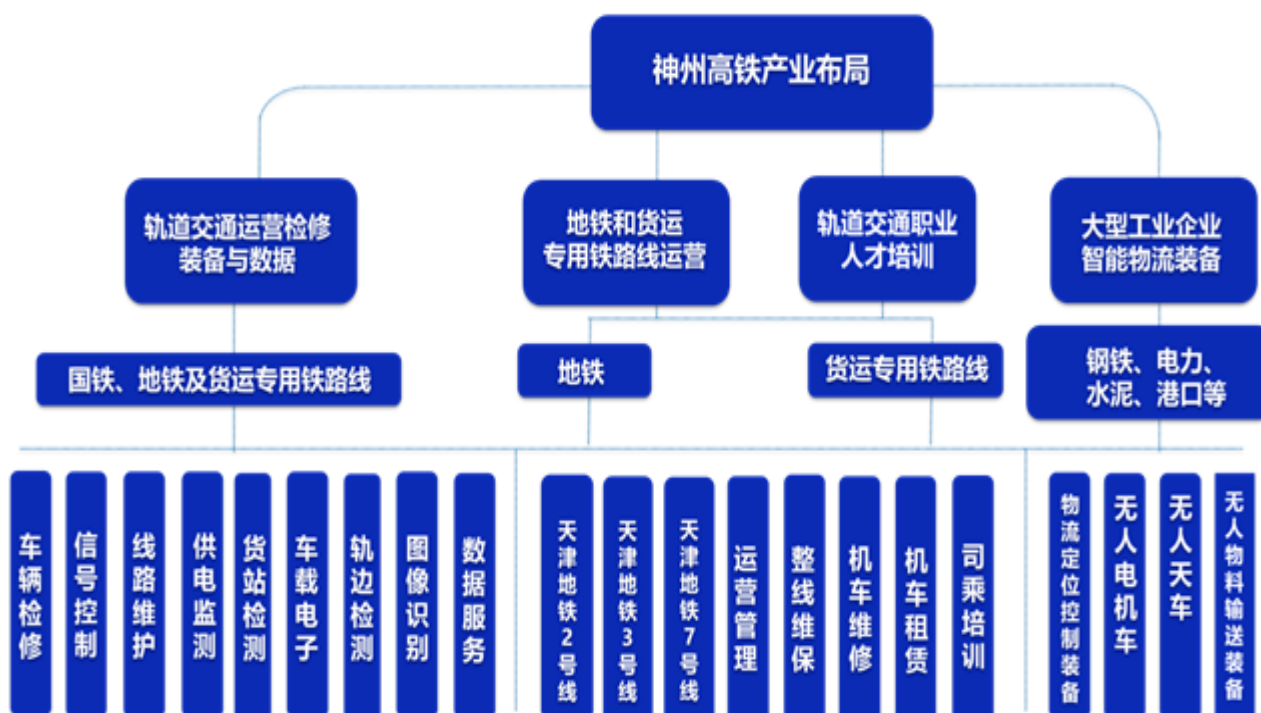 神州高铁产业布局
轨道交通运营检修
装备与数据
地铁和货运
专用铁路线运营
轨道交通职业
人才培训
大型工业企业
智能物流装备
国铁、地铁及货运专用铁路线
地铁
货运专用铁路线
钢铁、电力、
水泥、港口等
车辆检修
信号控制
线路维护
供电监测
货站检测
车载电子
轨边检测
图像识别
数据服务
天津地铁2号线
天津地铁3号线
天津地铁7号线
运营管理
整线维保
机车维修
机车租赁
司乘培训
物流定位控制装备
无人电机车
无人天车
无人物料输送装备